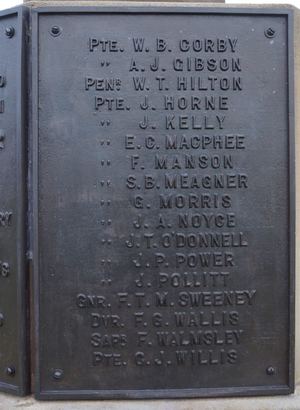 PTE. W. B. CORBY
" A. J. GIBSON
PENR W. T. HILTON
PTE. J. HORNE
" J. KELLY
" E. C. MACPHEE
" F. MANSON
" S. B. MEAGNER
" G. MORRIS
" J. A. NOYCE
" J. T. O'DONNELL
" J. P. POWER
" J. POLLITT
GNR. F. T. M. SWEENEY
DVR. F. G. WALLIS
SAPR F. WALMSLEY
PTE. G. J. WILLIS